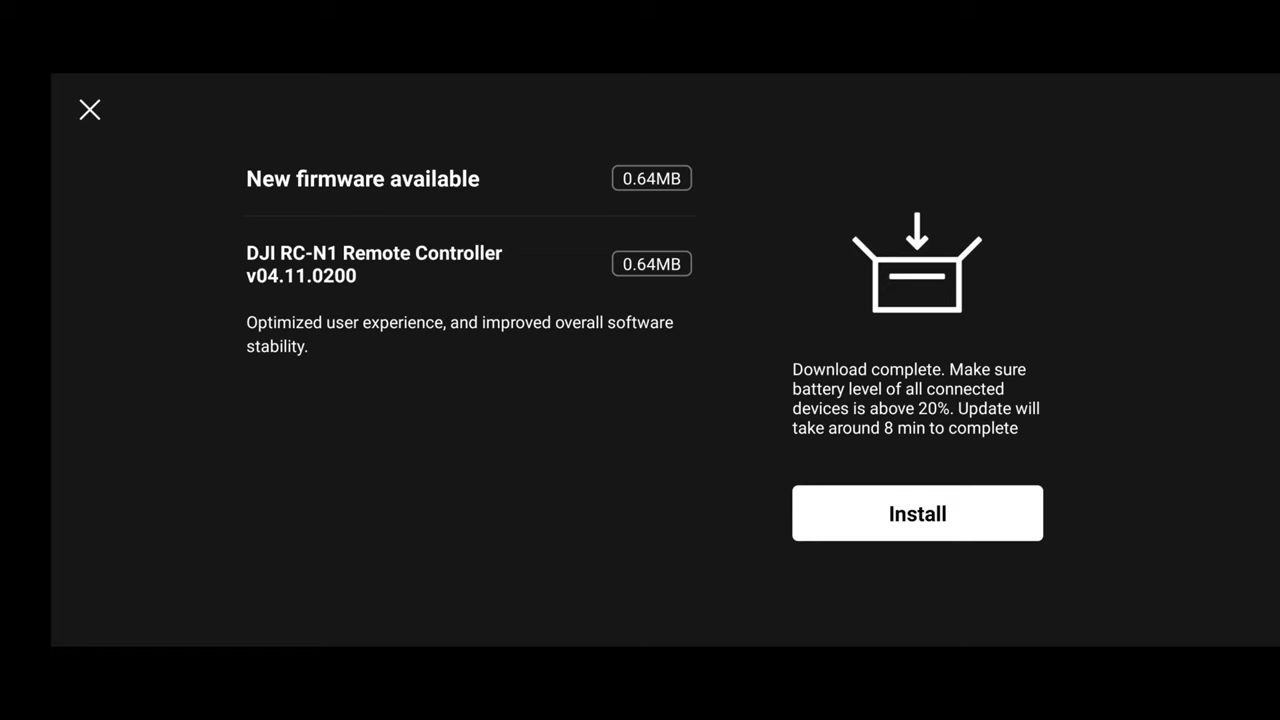 New firmware available
0.64MB
DJI RC-N1 Remote Controller
v04.11.0200
0.64MB
Optimized user experience, and improved overall software
stability.
Download complete. Make sure
battery level of all connected
devices is above 20%. Update will
take around 8 min to complete
Install